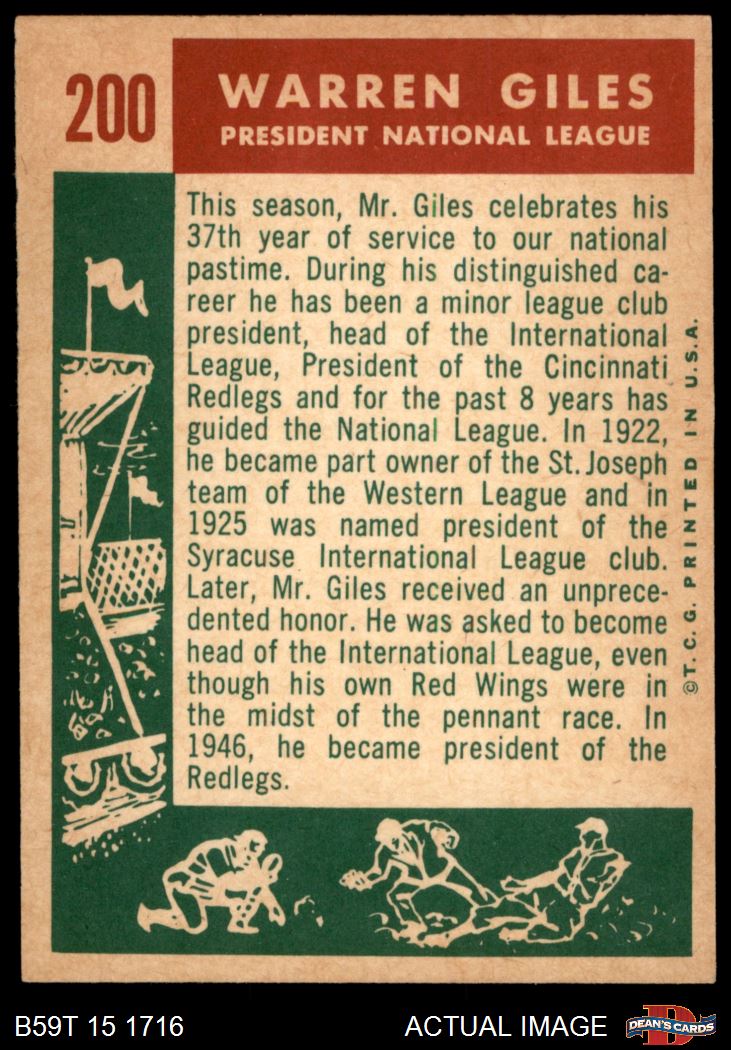 200
WARREN GILES
PRESIDENT NATIONAL LEAGUE
This season, Mr. Giles celebrates his
37th year of service to our national
pastime. During his distinguished ca-
reer he has been a minor league club
president, head of the International
League, President of the Cincinnati
Redlegs and for the past 8 years has
guided the National League. In 1922,
he became part owner of the St. Joseph
team of the Western League and in
1925 was named president of the
Syracuse International League club.
Later, Mr. Giles received an unprece-
dented honor. He was asked to become
head of the International League, even
though his own Red Wings were in
the midst of the pennant race. In
1946, he became president of the
Redlegs.
©T.C.G. PRINTED IN U.S.A.
B59T 15 1716
ACTUAL IMAGE
D
DEAN'S CARDS